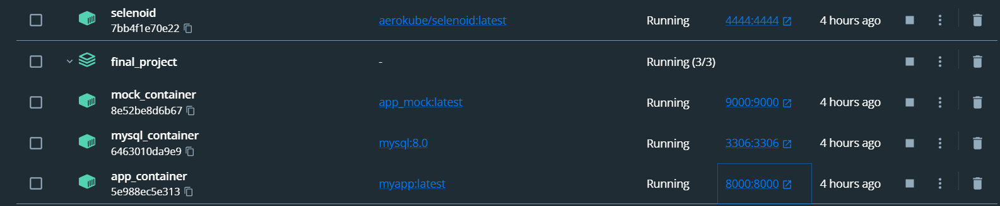 selenoid
7bb4f1e70e22
aerokube/selenoid:latest
Running
4444:4444
4 hours ago
final_project
-
Running (3/3)
mock_container
8e52be8d6b67
app_mock:latest
Running
9000:9000
4 hours ago
mysql_container
6463010da9e9
mysql:8.0
Running
3306:3306
4 hours ago
app_container
5e988ec5e313
myapp:latest
Running
8000:8000
4 hours ago